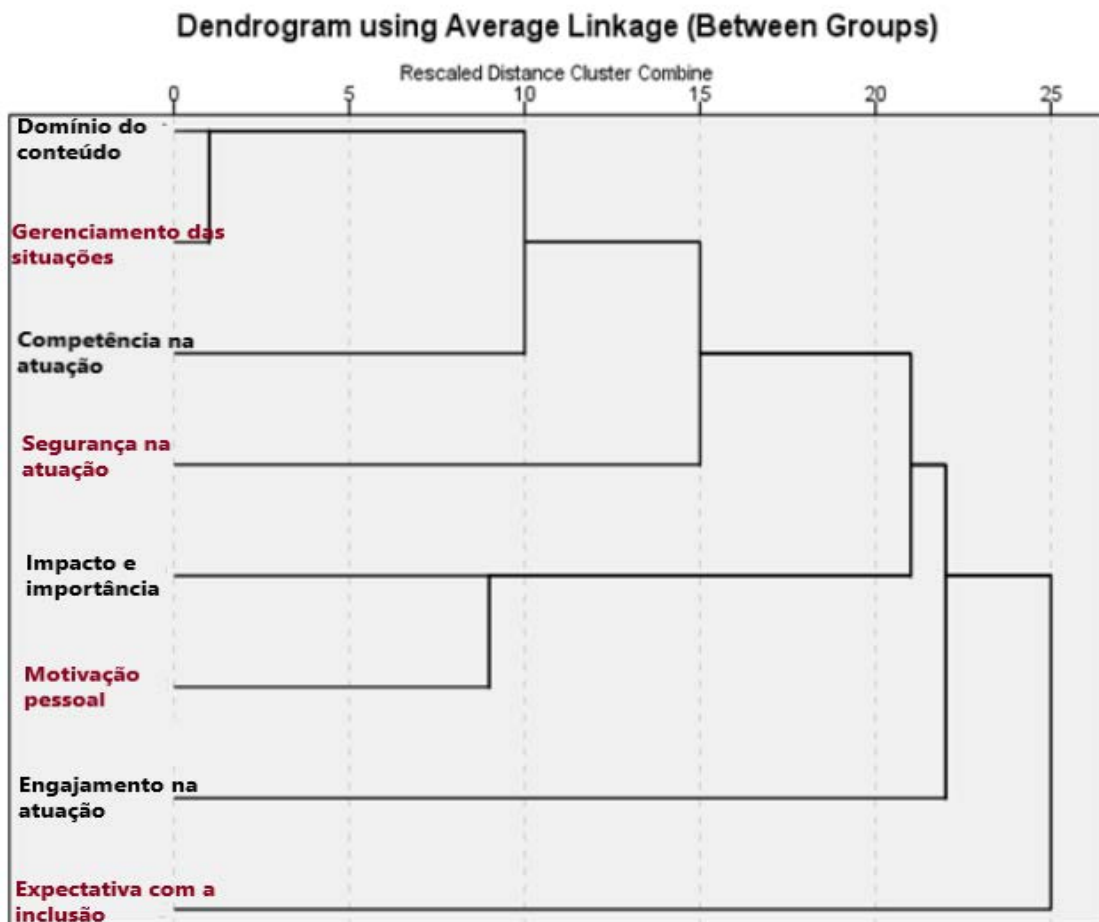 Dendrogram using Average Linkage (Between Groups)
Rescaled Distance Cluster Combine
0 5 10 15 20 25
Domínio do
conteúdo
Gerenciamento das
situações
Competência na
atuação
Segurança na
atuação
Impacto e
importância
Motivação
pessoal
Engajamento na
atuação
Expectativa com a
inclusão